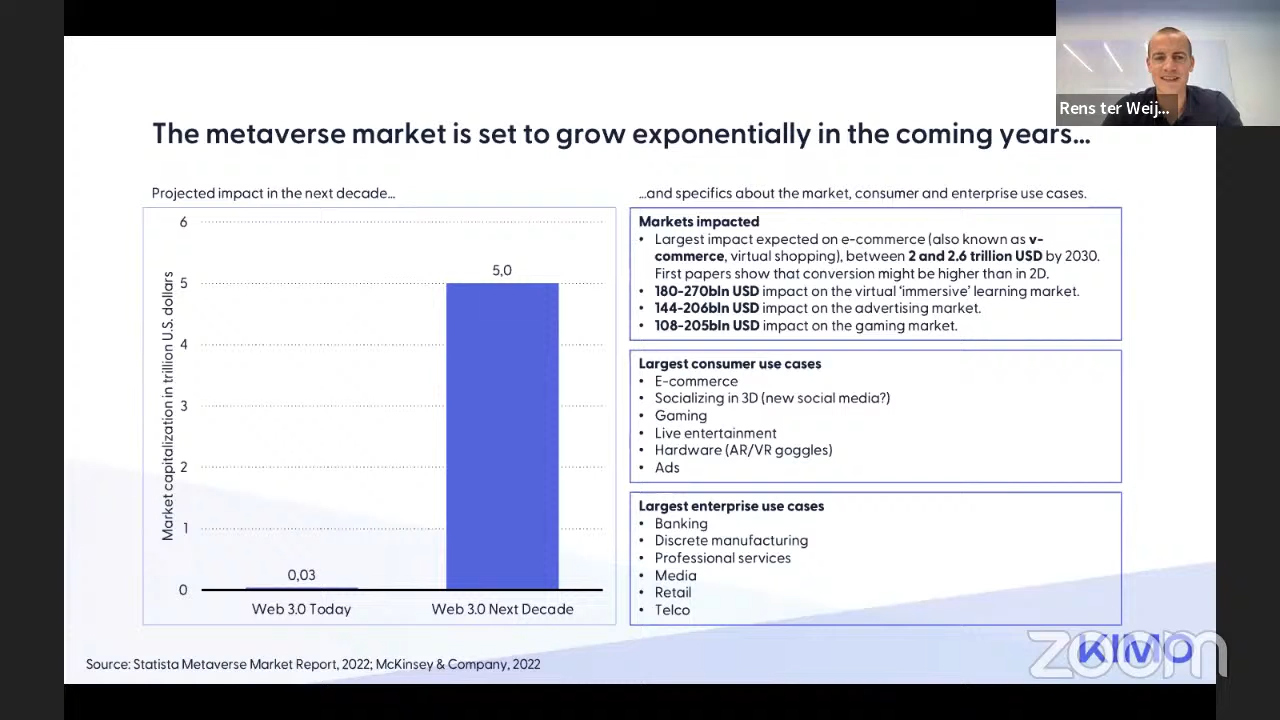 Rens ter Weij...
The metaverse market is set to grow exponentially in the coming years...
Projected impact in the next decade...
Market capitalization in trillion U.S. dollars
6
5
4
3
2
1
0
5,0
0,03
Web 3.0 Today
Web 3.0 Next Decade
...and specifics about the market, consumer and enterprise use cases.
Markets impacted
• Largest impact expected on e-commerce (also known as v-
commerce, virtual shopping), between 2 and 2.6 trillion USD by 2030.
First papers show that conversion might be higher than in 2D.
• 180-270bln USD impact on the virtual ‘immersive’ learning market.
• 144-206bln USD impact on the advertising market.
• 108-205bln USD impact on the gaming market.
Largest consumer use cases
• E-commerce
• Socializing in 3D (new social media?)
• Gaming
• Live entertainment
• Hardware (AR/VR goggles)
• Ads
Largest enterprise use cases
• Banking
• Discrete manufacturing
• Professional services
• Media
• Retail
• Telco
Source: Statista Metaverse Market Report, 2022; McKinsey & Company, 2022
KIMO
zoom